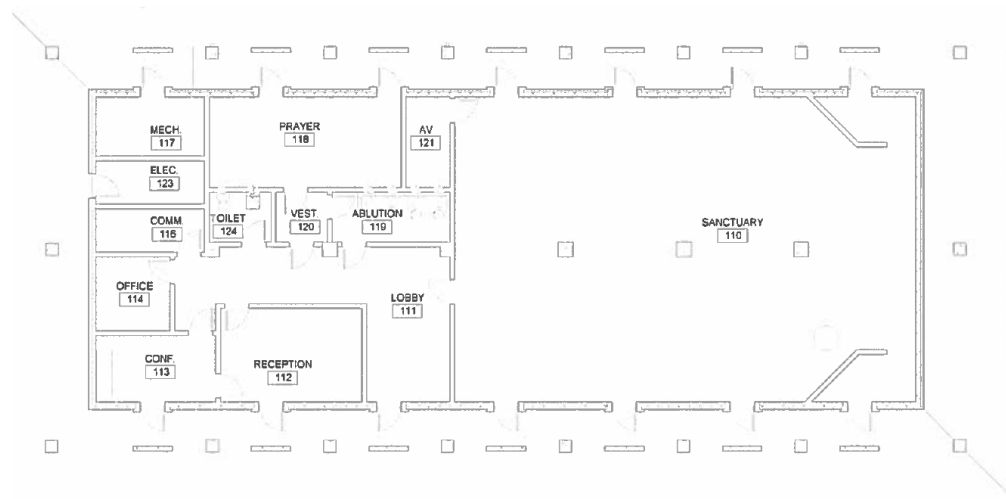 MECH.
117
PRAYER
118
AV
121
ELEC.
123
COMM.
116
TOILET
124
VEST.
120
ABLUTION
119
SANCTUARY
110
OFFICE
114
LOBBY
111
CONF.
113
RECEPTION
112